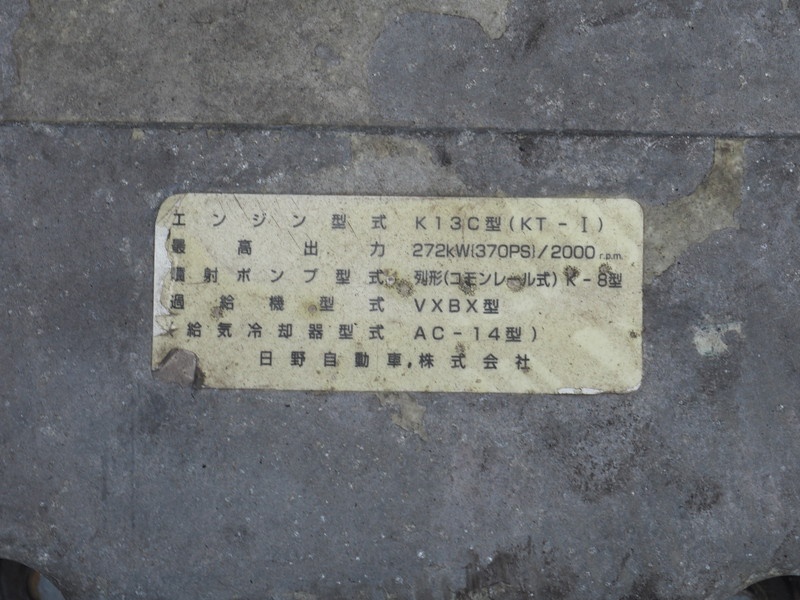 エンジン型式 K13C型(KT-I)
最高出力 272kW{370PS}/2000r.p.m.
噴射ポンプ型式 列形(コモンレール式)K-8型
過給機型式 VXBX型
(給気冷却器型式 AC-14型)
日野自動車株式会社